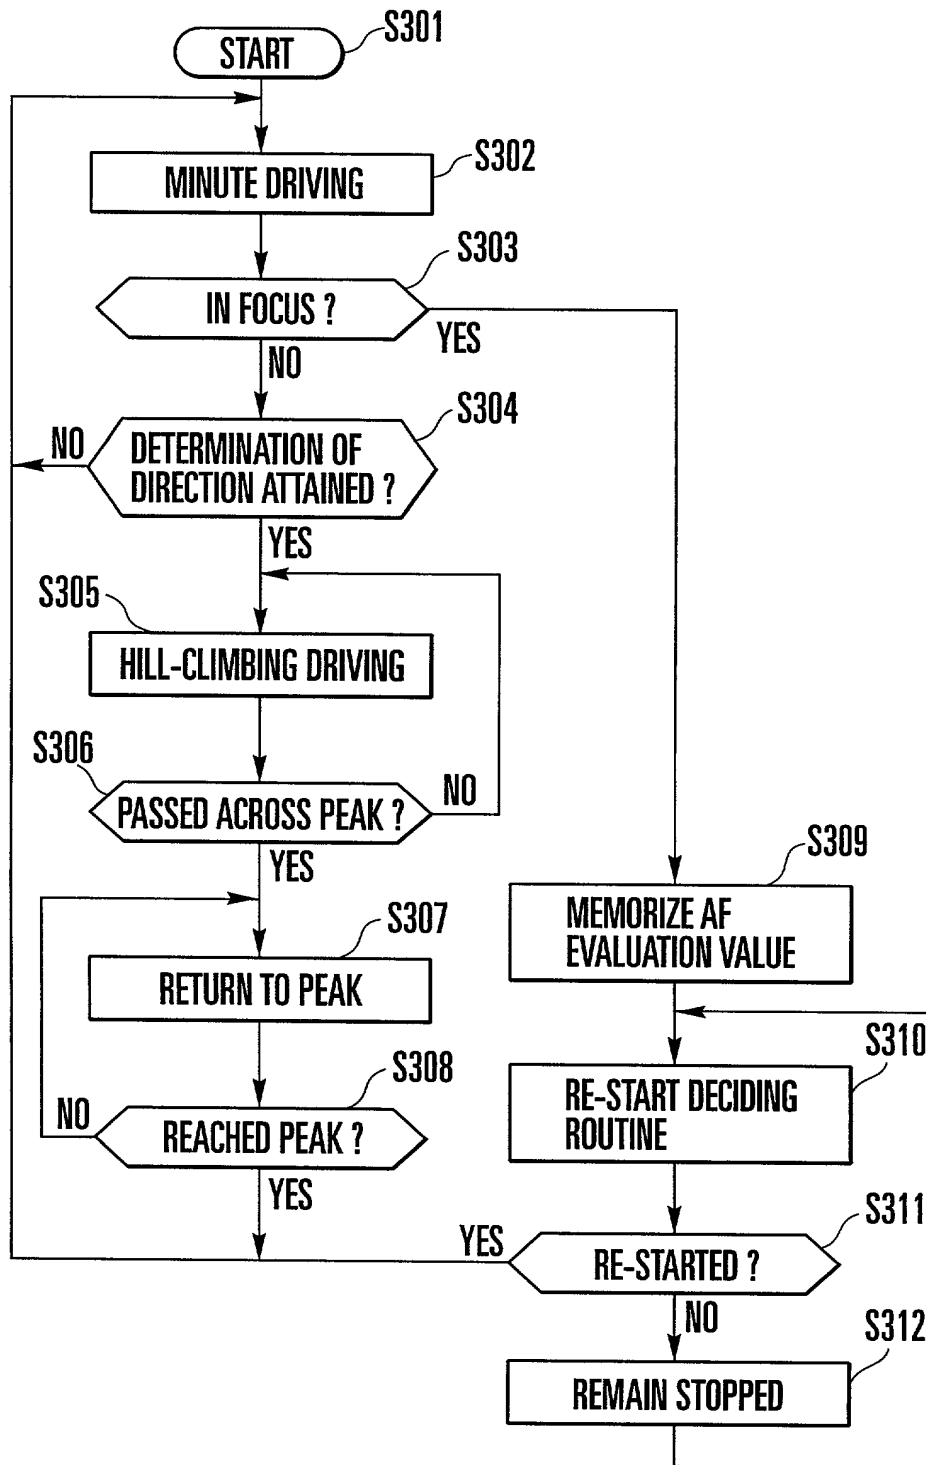 START
S301
MINUTE DRIVING
S302
IN FOCUS ?
S303
YES
NO
DETERMINATION OF
DIRECTION ATTAINED ?
S304
NO
YES
S305
HILL-CLIMBING DRIVING
S306
PASSED ACROSS PEAK ?
NO
YES
S307
RETURN TO PEAK
S308
REACHED PEAK ?
NO
YES
S309
MEMORIZE AF
EVALUATION VALUE
S310
RE-START DECIDING
ROUTINE
S311
RE-STARTED ?
YES
NO
S312
REMAIN STOPPED